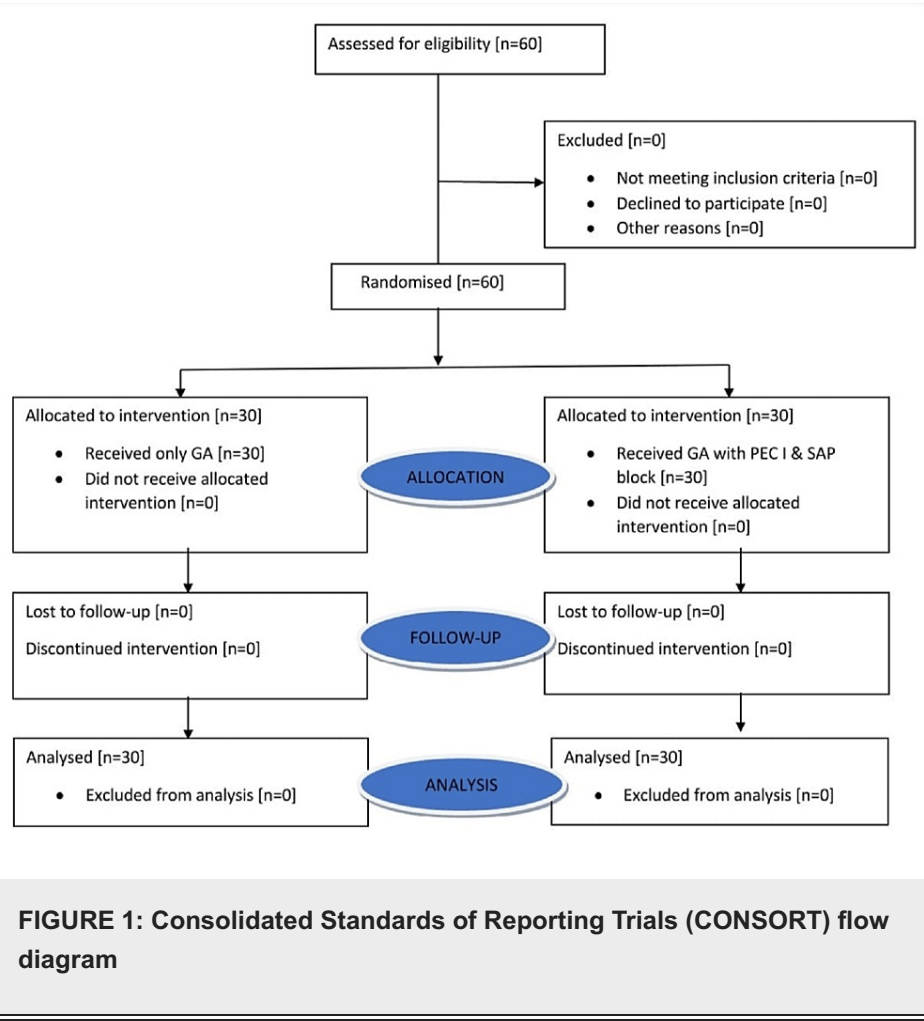 Assessed for eligibility [n=60]
Excluded [n=0]
• Not meeting inclusion criteria [n=0]
• Declined to participate [n=0]
• Other reasons [n=0]
Randomised [n=60]
Allocated to intervention [n=30]
• Received only GA [n=30]
• Did not receive allocated
intervention [n=0]
ALLOCATION
Allocated to intervention [n=30]
• Received GA with PEC I & SAP
block [n=30]
• Did not receive allocated
intervention [n=0]
Lost to follow-up [n=0]
Discontinued intervention [n=0]
FOLLOW-UP
Lost to follow-up [n=0]
Discontinued intervention [n=0]
Analysed [n=30]
• Excluded from analysis [n=0]
ANALYSIS
Analysed [n=30]
• Excluded from analysis [n=0]
FIGURE 1: Consolidated Standards of Reporting Trials (CONSORT) flow
diagram